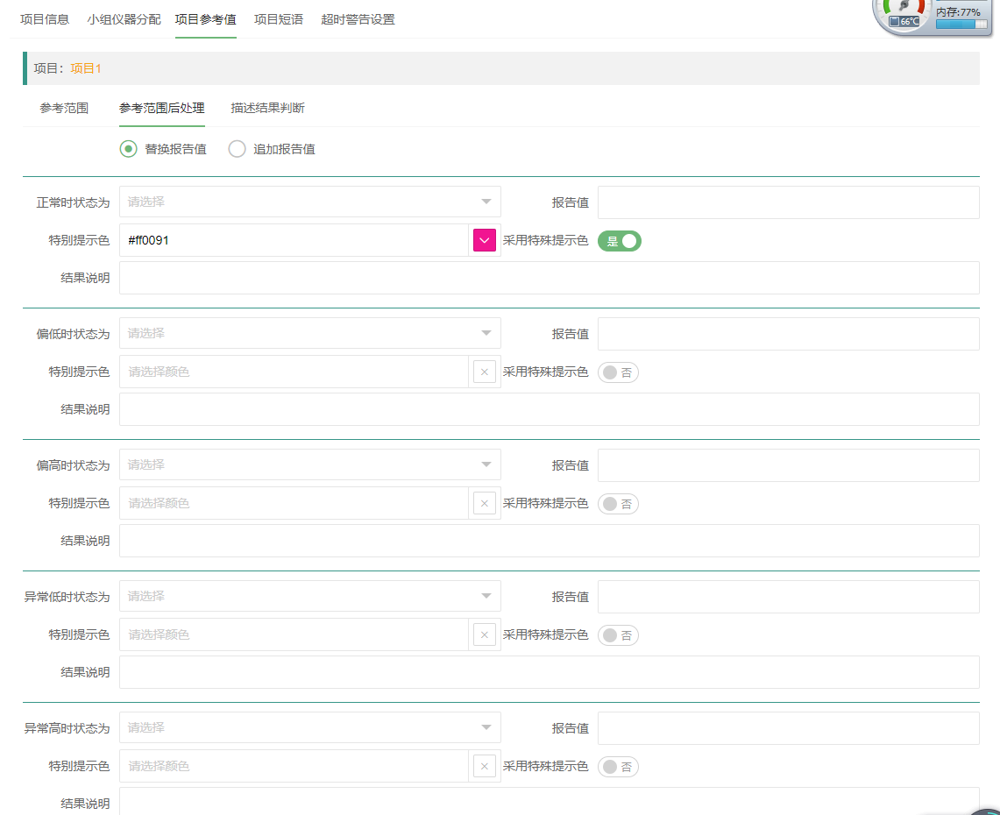 项目信息 小组仪器分配 项目参考值 项目短语 超时警告设置
66℃ 内存:77%
项目：项目1
参考范围 参考范围后处理 描述结果判断
替换报告值 追加报告值
正常时状态为 请选择 报告值
特别提示色 #ff0091 采用特殊提示色 是
结果说明
偏低时状态为 请选择 报告值
特别提示色 请选择颜色 采用特殊提示色 否
结果说明
偏高时状态为 请选择 报告值
特别提示色 请选择颜色 采用特殊提示色 否
结果说明
异常低时状态为 请选择 报告值
特别提示色 请选择颜色 采用特殊提示色 否
结果说明
异常高时状态为 请选择 报告值
特别提示色 请选择颜色 采用特殊提示色 否
结果说明